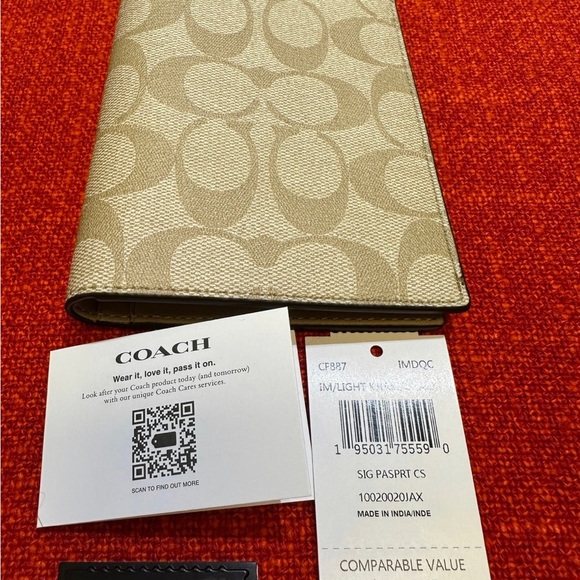 COACH
Wear it, love it, pass it on.
Look after your Coach product today (and tomorrow)
with our unique Coach Cares services.
SCAN TO FIND OUT MORE
CF887 IMDQC
IM/LIGHT
1 95031 75559 0
SIG PASPRT CS
10020020JAX
MADE IN INDIA/INDE
COMPARABLE VALUE